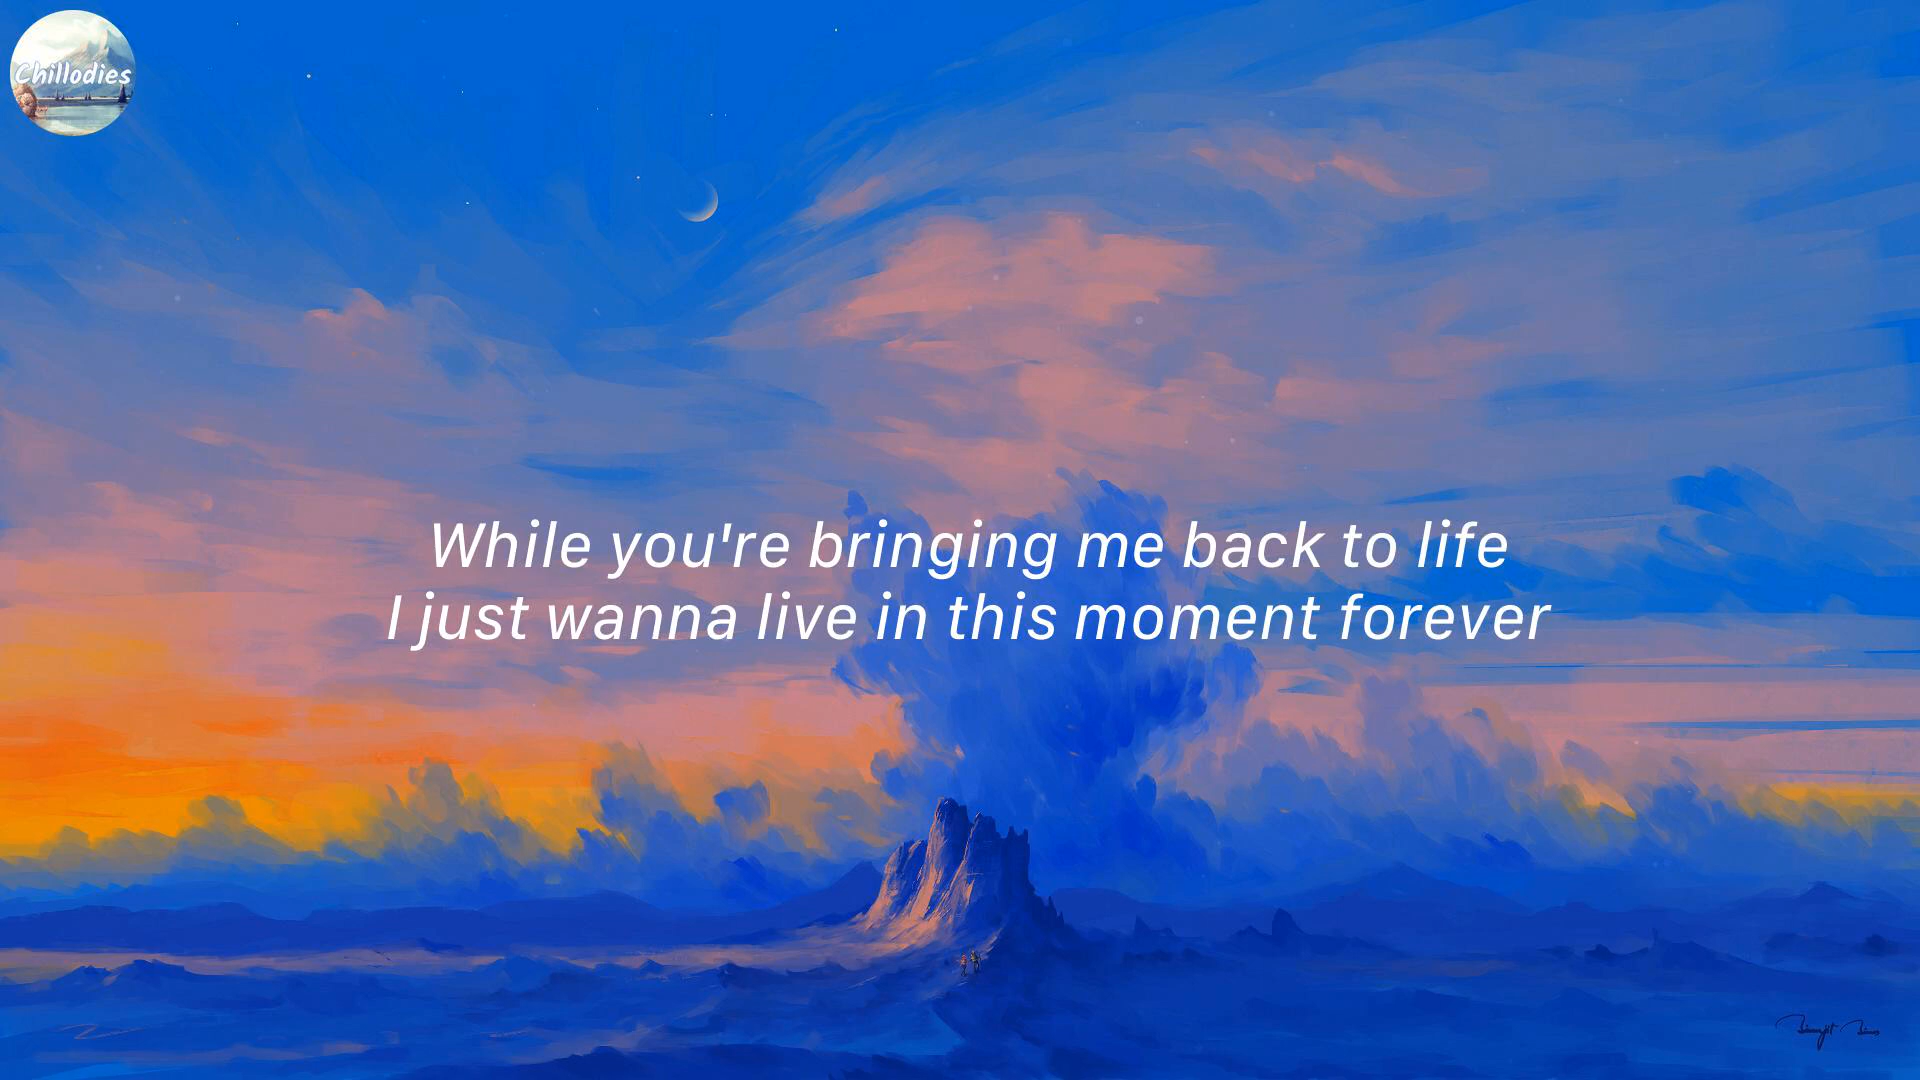 Chillodies
While you're bringing me back to life
I just wanna live in this moment forever